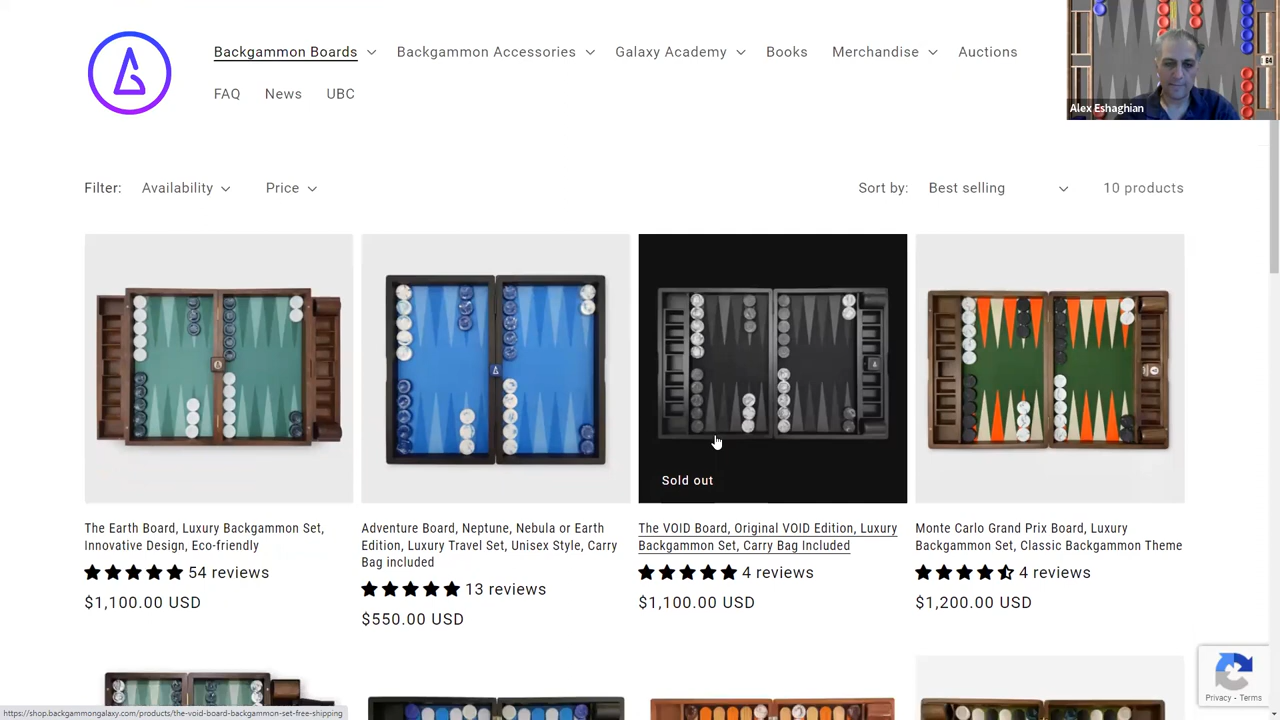 Backgammon Boards
Backgammon Accessories
Galaxy Academy
Books
Merchandise
Auctions
FAQ
News
UBC
64
Alex Eshaghian
Filter:
Availability
Price
Sort by:
Best selling
10 products
Sold out
The Earth Board, Luxury Backgammon Set,
Innovative Design, Eco-friendly
54 reviews
$1,100.00 USD
Adventure Board, Neptune, Nebula or Earth
Edition, Luxury Travel Set, Unisex Style, Carry
Bag included
13 reviews
$550.00 USD
The VOID Board, Original VOID Edition, Luxury
Backgammon Set, Carry Bag Included
4 reviews
$1,100.00 USD
Monte Carlo Grand Prix Board, Luxury
Backgammon Set, Classic Backgammon Theme
4 reviews
$1,200.00 USD
Privacy - Terms
https://shop.backgammongalaxy.com/products/the-void-board-backgammon-set-free-shipping